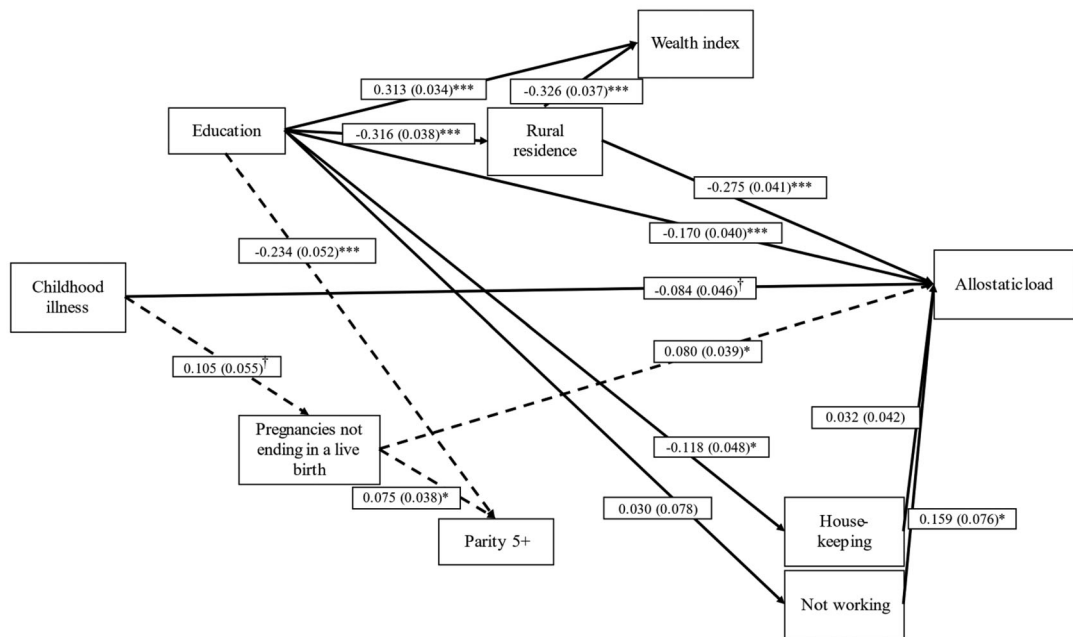 Wealth index
0.313 (0.034)***
-0.326 (0.037)***
Education
-0.316 (0.038)***
Rural
residence
-0.275 (0.041)***
-0.170 (0.040)***
-0.234 (0.052)***
Childhood
illness
-0.084 (0.046)†
Allostatic load
0.080 (0.039)*
0.105 (0.055)†
Pregnancies not
ending in a live
birth
0.032 (0.042)
-0.118 (0.048)*
0.075 (0.038)*
0.030 (0.078)
0.159 (0.076)*
Parity 5+
House-
keeping
Not working